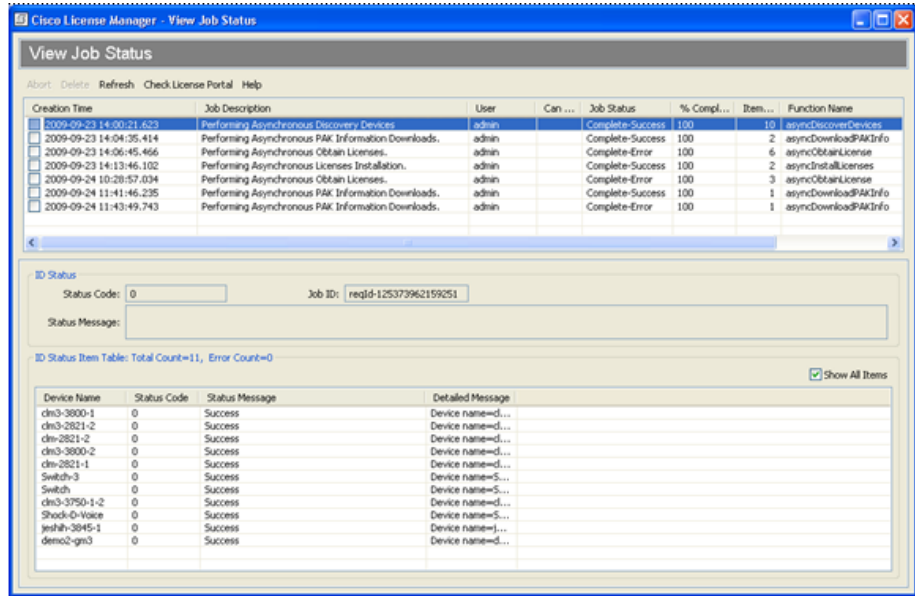 Cisco License Manager - View Job Status
View Job Status
Abort Delete Refresh Check License Portal Help
Creation Time Job Description User Can ... Job Status % Compl... Item... Function Name
2009-09-23 14:00:21.623 Performing Asynchronous Discovery Devices admin Complete-Success 100 10 asyncDiscoverDevices
2009-09-23 14:04:35.414 Performing Asynchronous PAK Information Downloads. admin Complete-Success 100 2 asyncDownloadPAKInfo
2009-09-23 14:06:45.466 Performing Asynchronous Obtain Licenses. admin Complete-Error 100 6 asyncObtainLicense
2009-09-23 14:13:46.102 Performing Asynchronous Licenses Installation. admin Complete-Success 100 2 asyncInstallLicenses
2009-09-24 10:28:57.034 Performing Asynchronous Obtain Licenses. admin Complete-Error 100 3 asyncObtainLicense
2009-09-24 11:41:46.235 Performing Asynchronous PAK Information Downloads. admin Complete-Success 100 1 asyncDownloadPAKInfo
2009-09-24 11:43:49.743 Performing Asynchronous PAK Information Downloads. admin Complete-Error 100 1 asyncDownloadPAKInfo
ID Status
Status Code: 0 Job ID: reqId-125373962159251
Status Message:
ID Status Item Table: Total Count=11, Error Count=0
Show All Items
Device Name Status Code Status Message Detailed Message
clm3-3800-1 0 Success Device name=c...
clm3-2821-2 0 Success Device name=c...
clm-2821-2 0 Success Device name=c...
clm3-3800-2 0 Success Device name=c...
clm-2821-1 0 Success Device name=c...
Switch-3 0 Success Device name=S...
Switch 0 Success Device name=S...
clm3-3750-1-2 0 Success Device name=c...
Shock-D-Voice 0 Success Device name=S...
jeshih-3845-1 0 Success Device name=j...
demo2-gm3 0 Success Device name=d...